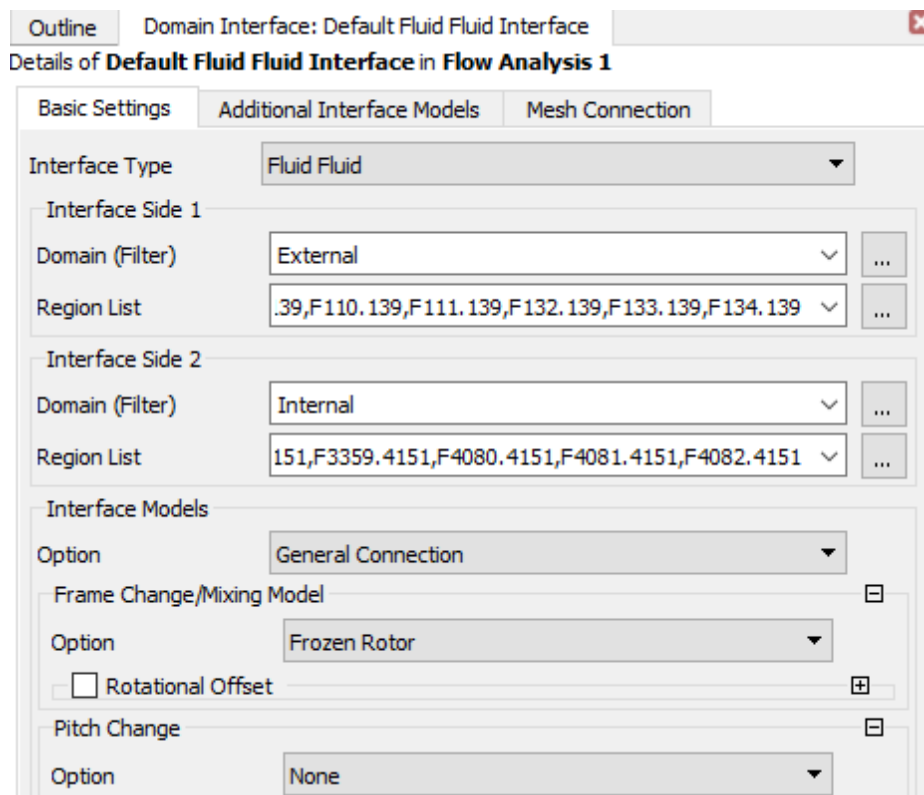 Outline Domain Interface: Default Fluid Fluid Interface
Details of Default Fluid Fluid Interface in Flow Analysis 1
Basic Settings Additional Interface Models Mesh Connection
Interface Type Fluid Fluid
Interface Side 1
Domain (Filter) External ...
Region List .39,F110.139,F111.139,F132.139,F133.139,F134.139 ...
Interface Side 2
Domain (Filter) Internal ...
Region List 151,F3359.4151,F4080.4151,F4081.4151,F4082.4151 ...
Interface Models
Option General Connection
Frame Change/Mixing Model
Option Frozen Rotor
Rotational Offset
Pitch Change
Option None